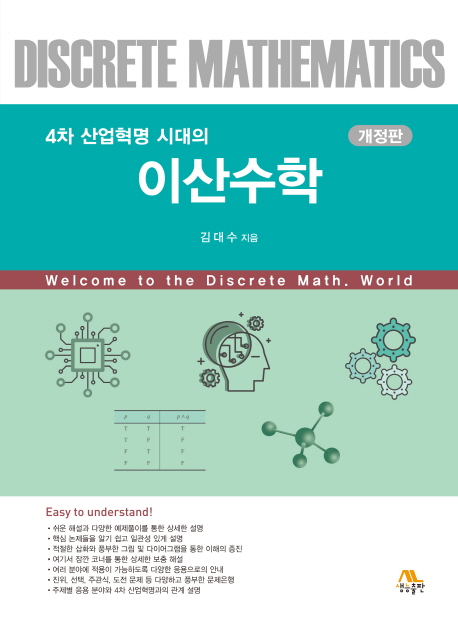 DISCRETE MATHEMATICS
4차 산업혁명 시대의
개정판
이산수학
김대수 지음
Welcome to the Discrete Math. World
p q p∧q
T T T
T F F
F T F
F F F
Easy to understand!
• 쉬운 해설과 다양한 예제풀이를 통한 상세한 설명
• 핵심 논제들을 알기 쉽고 일관성 있게 설명
• 적절한 삽화와 풍부한 그림 및 다이어그램을 통한 이해의 증진
• 여기서 잠깐 코너를 통한 상세한 보충 해설
• 여러 분야에 적용이 가능하도록 다양한 응용으로의 안내
• 진위, 선택, 주관식, 도전 문제 등 다양하고 풍부한 문제은행
• 주제별 응용 분야와 4차 산업혁명과의 관계 설명
생능출판